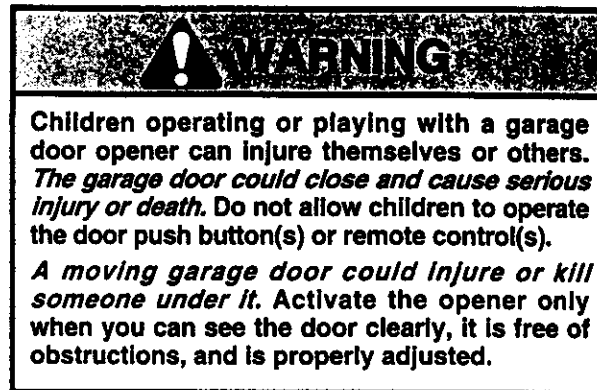 WARNING
Children operating or playing with a garage
door opener can injure themselves or others.
The garage door could close and cause serious
injury or death. Do not allow children to operate
the door push button(s) or remote control(s).
A moving garage door could injure or kill
someone under it. Activate the opener only
when you can see the door clearly, it is free of
obstructions, and is properly adjusted.